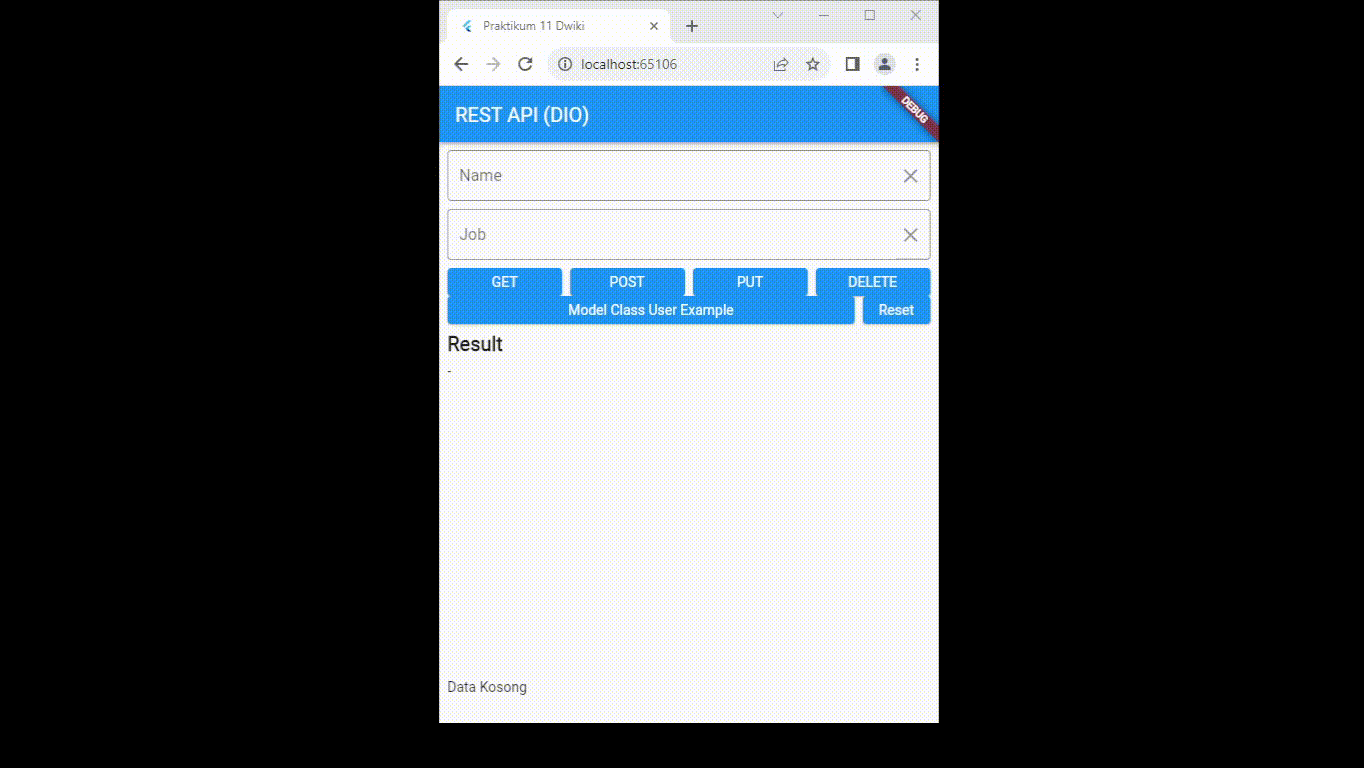 Praktikum 11 Dwiki
localhost:65106
REST API (DIO)
DEBUG
Name
Job
GET POST PUT DELETE
Model Class User Example Reset
Result
-
Data Kosong